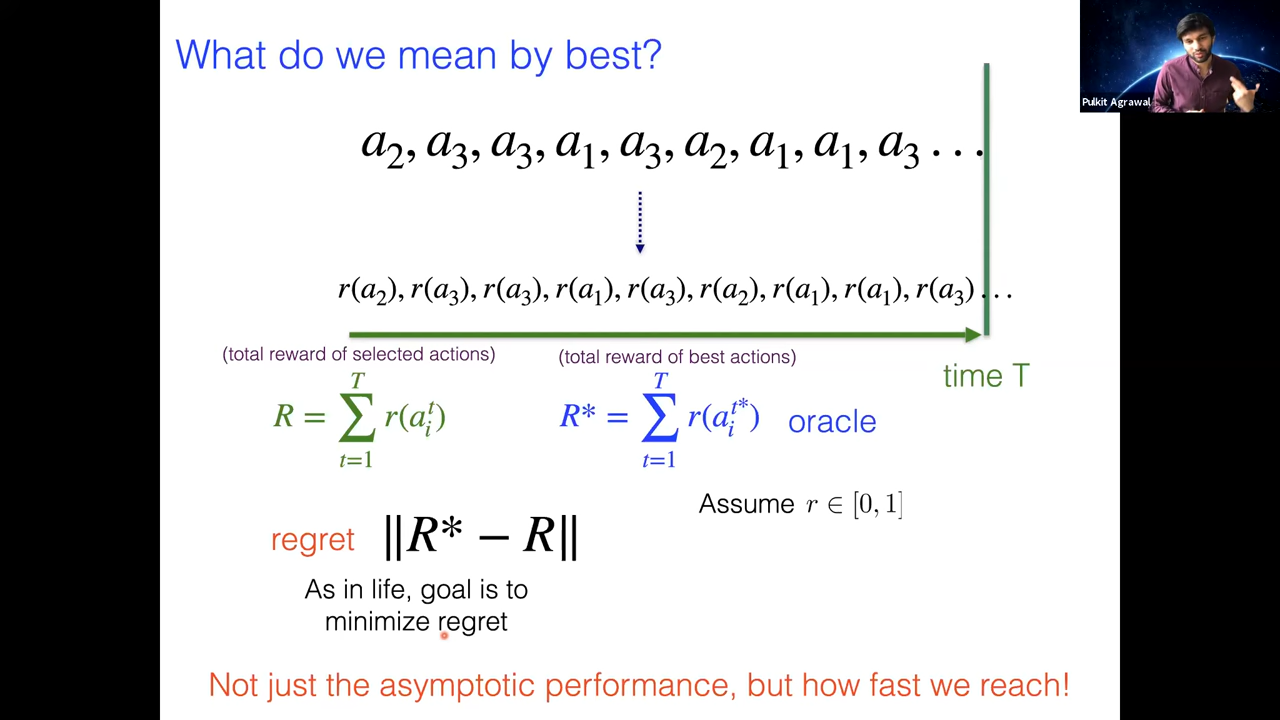 What do we mean by best?
Pulkit Agrawal
a₂, a₃, a₃, a₁, a₃, a₂, a₁, a₁, a₃ …
r(a₂), r(a₃), r(a₃), r(a₁), r(a₃), r(a₂), r(a₁), r(a₁), r(a₃) …
(total reward of selected actions) (total reward of best actions)
time T
R = ∑_{t=1}^{T} r(a_i^t) R* = ∑_{t=1}^{T} r(a_i^{t*}) oracle
Assume r ∈ [0, 1]
regret ‖R* − R‖
As in life, goal is to
minimize regret
Not just the asymptotic performance, but how fast we reach!